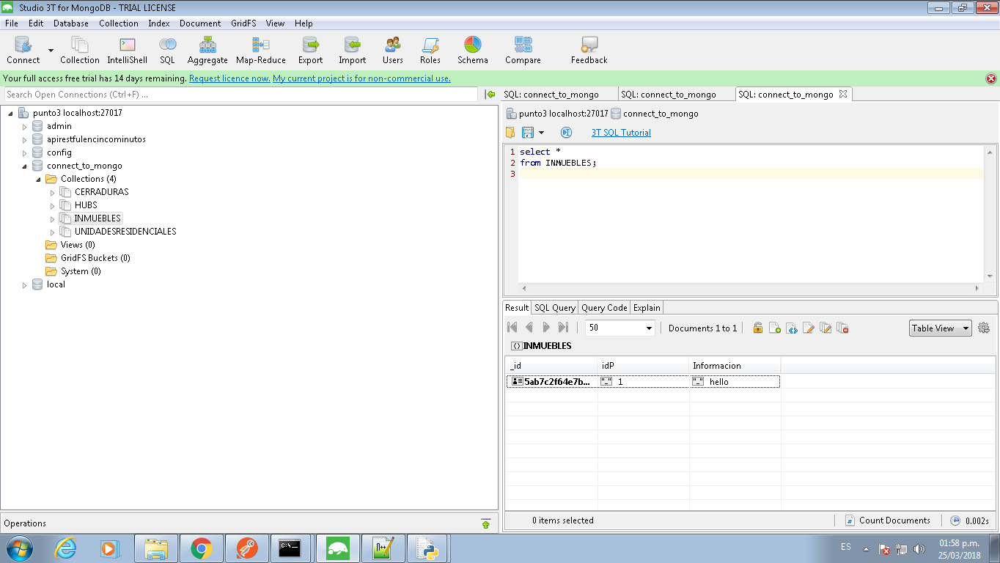 Studio 3T for MongoDB - TRIAL LICENSE
File Edit Database Collection Index Document GridFS View Help
Connect Collection IntelliShell SQL Aggregate Map-Reduce Export Import Users Roles Schema Compare Feedback
Your full access free trial has 14 days remaining. Request licence now. My current project is for non-commercial use.
Search Open Connections (Ctrl+F) ...
SQL: connect_to_mongo SQL: connect_to_mongo SQL: connect_to_mongo
punto3 localhost:27017
admin
apirestfulencincominutos
config
connect_to_mongo
Collections (4)
CERRADURAS
HUBS
INMUEBLES
UNIDADESRESIDENCIALES
Views (0)
GridFS Buckets (0)
System (0)
local
Operations
punto3 localhost:27017 connect_to_mongo
3T SQL Tutorial
1 select *
2 from INMUEBLES;
3
Result SQL Query Query Code Explain
50 Documents 1 to 1 Table View
INMUEBLES
_id idP Informacion
5ab7c2f64e7b... 1 hello
0 items selected Count Documents 0.002s
C:\_
ES 01:58 p.m.
25/03/2018